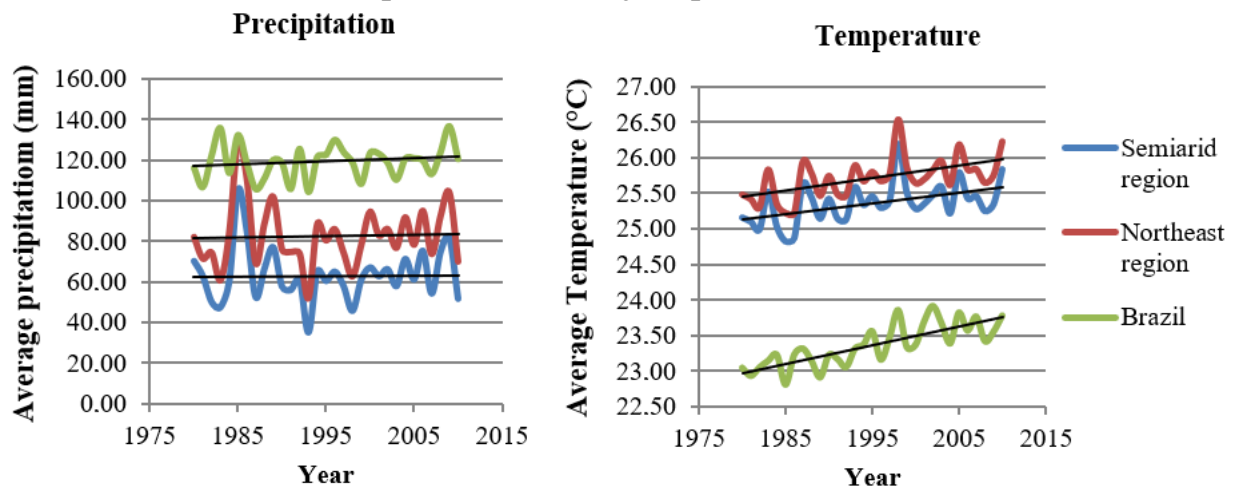 Precipitation
Average precipitation (mm)
160.00
140.00
120.00
100.00
80.00
60.00
40.00
20.00
0.00
1975 1985 1995 2005 2015
Year
Temperature
Average Temperature (°C)
27.00
26.50
26.00
25.50
25.00
24.50
24.00
23.50
23.00
22.50
1975 1985 1995 2005 2015
Year
Semiarid
region
Northeast
region
Brazil